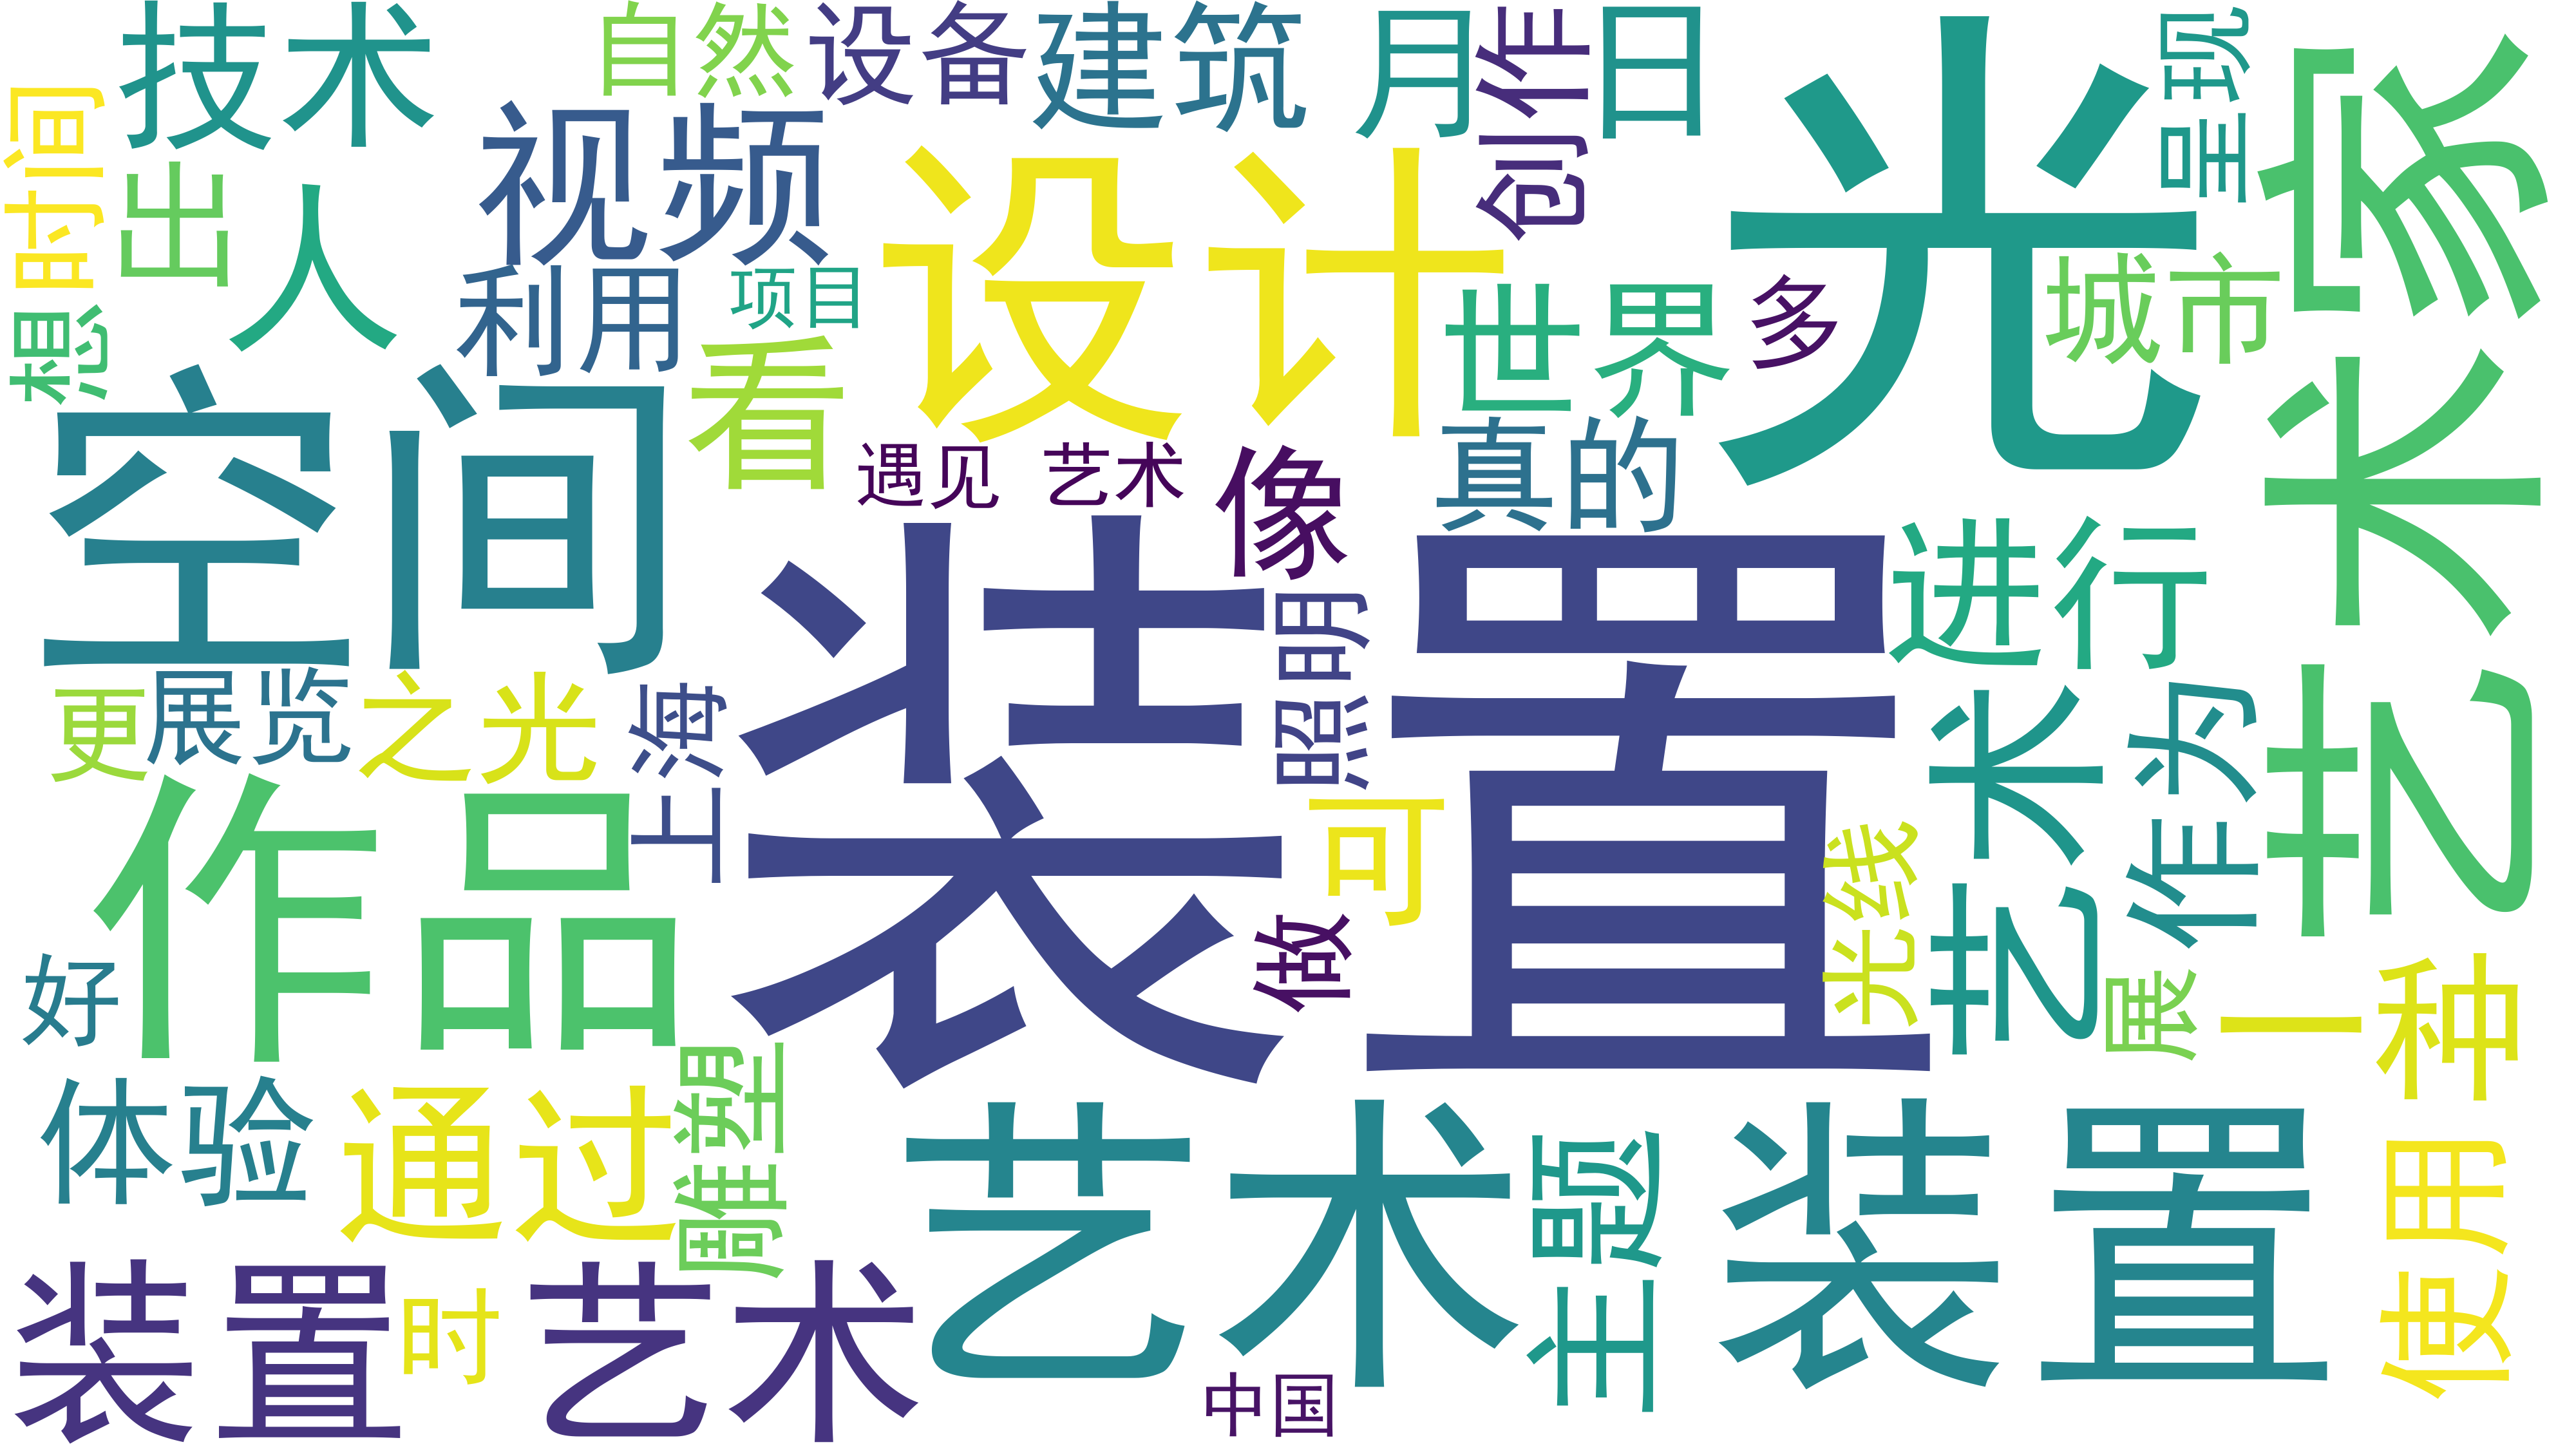 技术
自然
设备
建筑
月
日
创作
光
呈现
艺术家
时间
出
人
视频
设计
利用
项目
想
看
世界
多
城市
空间
遇见 艺术
像
真的
装置
进行
照明
更
展览
之光
上海
作品
可
做
光线
艺术
作为
展
一种
好
体验
通过
雕塑
艺术 装置
主题
使用
装置 艺术
时
中国